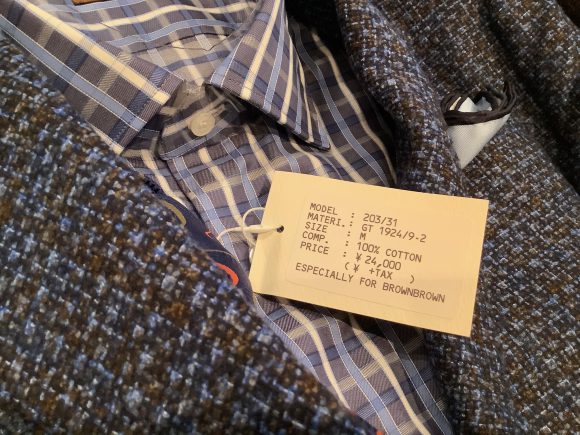 MODEL : 203/31
MATERI.: GT 1924/9-2
SIZE : M
COMP. : 100% COTTON
PRICE : ¥ 24,000
(¥ +TAX )
ESPECIALLY FOR BROWNBROWN